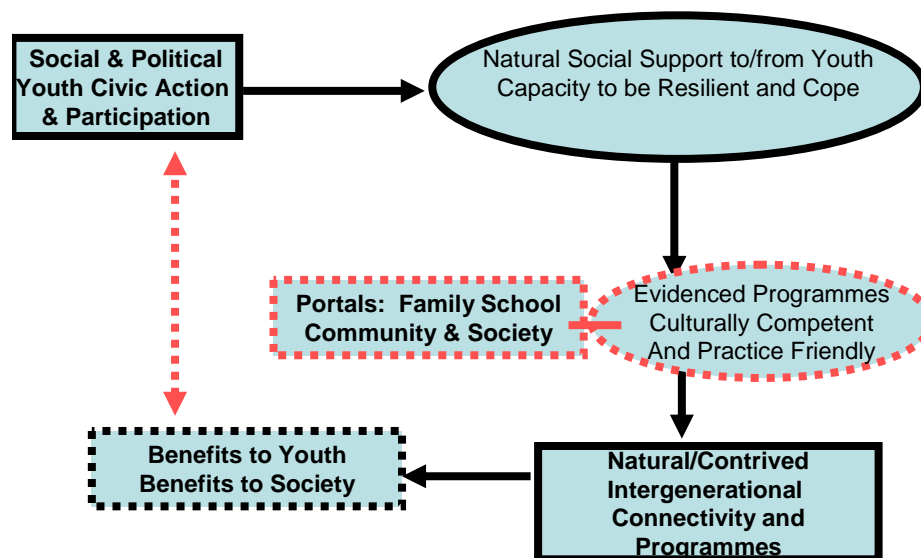 Social & Political
Youth Civic Action
& Participation
Natural Social Support to/from Youth
Capacity to be Resilient and Cope
Portals: Family School
Community & Society
Evidenced Programmes
Culturally Competent
And Practice Friendly
Benefits to Youth
Benefits to Society
Natural/Contrived
Intergenerational
Connectivity and
Programmes